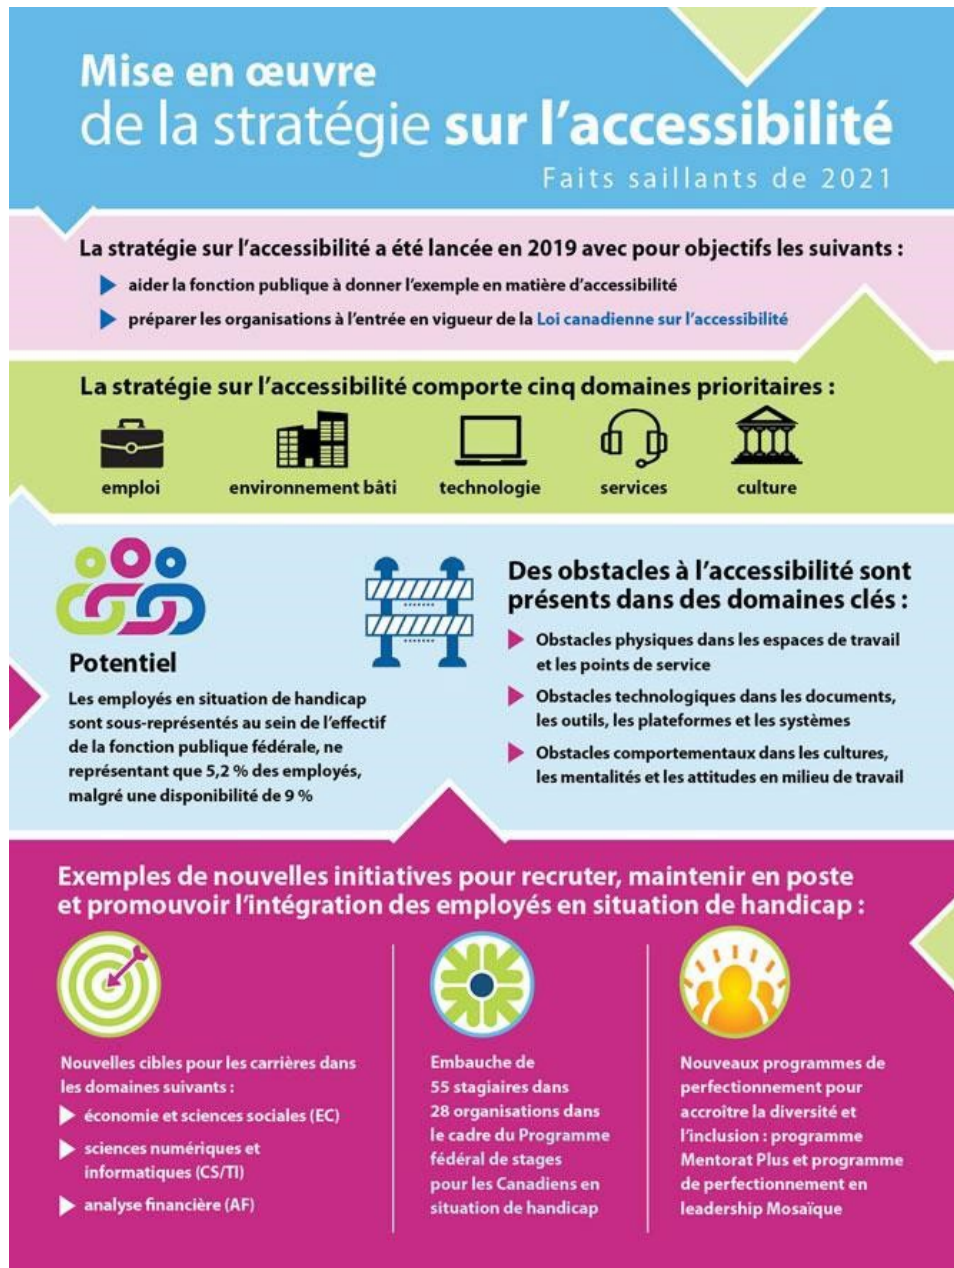 Mise en œuvre
de la stratégie sur l'accessibilité
Faits saillants de 2021
La stratégie sur l'accessibilité a été lancée en 2019 avec pour objectifs les suivants :
aider la fonction publique à donner l'exemple en matière d'accessibilité
préparer les organisations à l'entrée en vigueur de la Loi canadienne sur l'accessibilité
La stratégie sur l'accessibilité comporte cinq domaines prioritaires :
emploi
environnement bâti
technologie
services
culture
Potentiel
Les employés en situation de handicap
sont sous-représentés au sein de l'effectif
de la fonction publique fédérale, ne
représentant que 5,2 % des employés,
malgré une disponibilité de 9 %
Des obstacles à l'accessibilité sont
présents dans des domaines clés :
Obstacles physiques dans les espaces de travail
et les points de service
Obstacles technologiques dans les documents,
les outils, les plateformes et les systèmes
Obstacles comportementaux dans les cultures,
les mentalités et les attitudes en milieu de travail
Exemples de nouvelles initiatives pour recruter, maintenir en poste
et promouvoir l'intégration des employés en situation de handicap :
Nouvelles cibles pour les carrières dans
les domaines suivants :
économie et sciences sociales (EC)
sciences numériques et
informatiques (CS/TI)
analyse financière (AF)
Embauche de
55 stagiaires dans
28 organisations dans
le cadre du Programme
fédéral de stages
pour les Canadiens en
situation de handicap
Nouveaux programmes de
perfectionnement pour
accroître la diversité et
l'inclusion : programme
Mentorat Plus et programme
de perfectionnement en
leadership Mosaïque